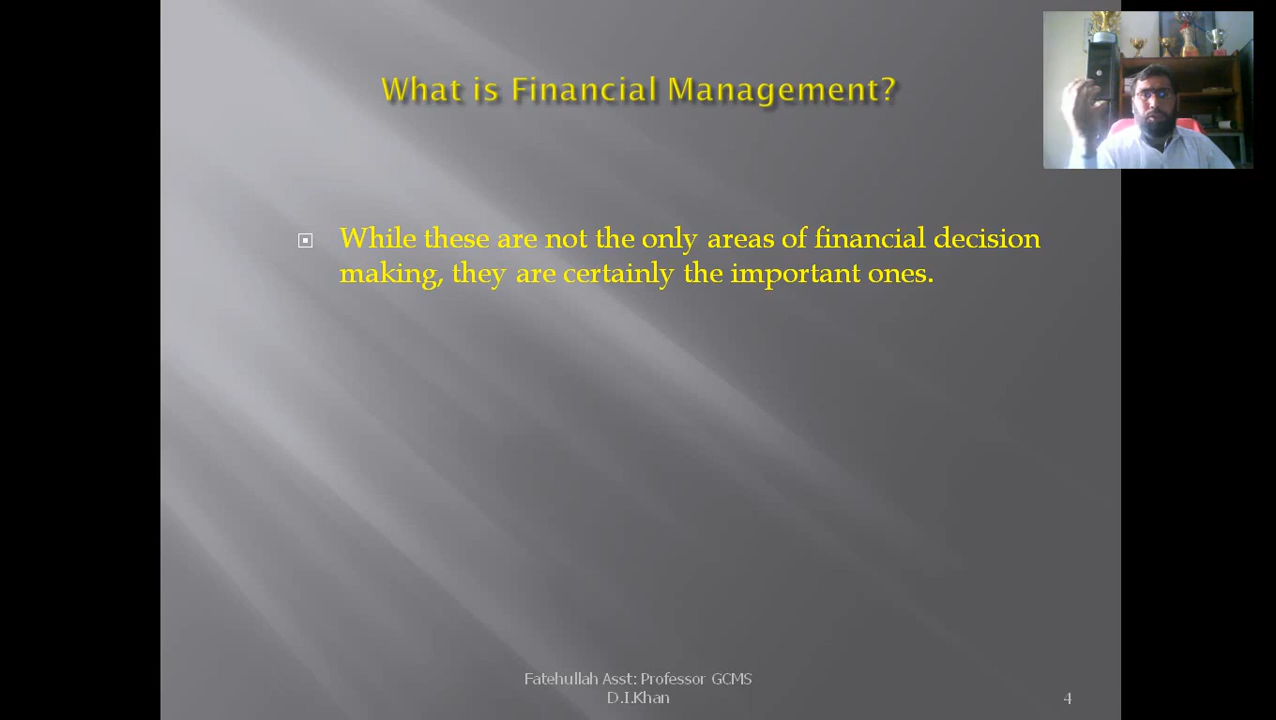 What is Financial Management?
While these are not the only areas of financial decision
making, they are certainly the important ones.
Fatehullah Asst: Professor GCMS
D.I.Khan
4